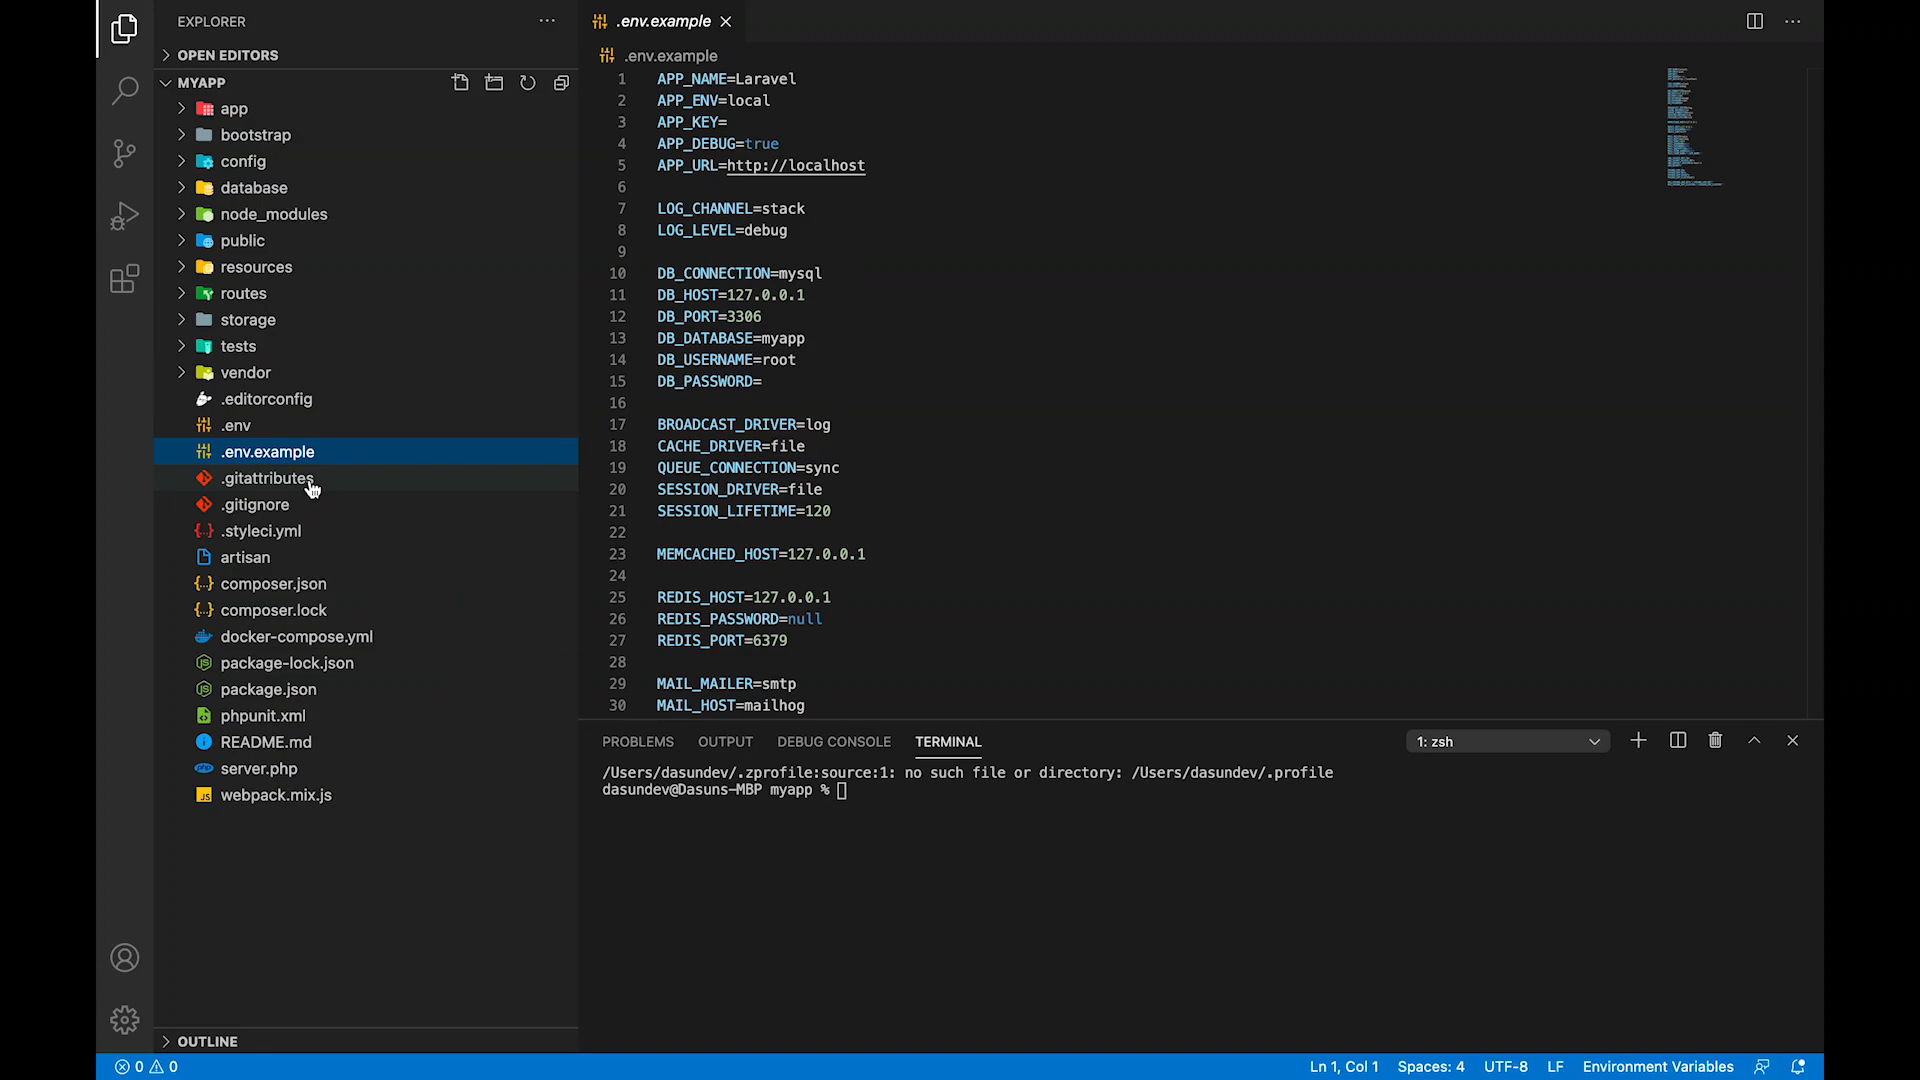 EXPLORER
OPEN EDITORS
MYAPP
app
bootstrap
config
database
node_modules
public
resources
routes
storage
tests
vendor
.editorconfig
.env
.env.example
.gitattributes
.gitignore
.styleci.yml
artisan
composer.json
composer.lock
docker-compose.yml
package-lock.json
package.json
phpunit.xml
README.md
server.php
webpack.mix.js
OUTLINE
.env.example
.env.example
1 APP_NAME=Laravel
2 APP_ENV=local
3 APP_KEY=
4 APP_DEBUG=true
5 APP_URL=http://localhost
6
7 LOG_CHANNEL=stack
8 LOG_LEVEL=debug
9
10 DB_CONNECTION=mysql
11 DB_HOST=127.0.0.1
12 DB_PORT=3306
13 DB_DATABASE=myapp
14 DB_USERNAME=root
15 DB_PASSWORD=
16
17 BROADCAST_DRIVER=log
18 CACHE_DRIVER=file
19 QUEUE_CONNECTION=sync
20 SESSION_DRIVER=file
21 SESSION_LIFETIME=120
22
23 MEMCACHED_HOST=127.0.0.1
24
25 REDIS_HOST=127.0.0.1
26 REDIS_PASSWORD=null
27 REDIS_PORT=6379
28
29 MAIL_MAILER=smtp
30 MAIL_HOST=mailhog
PROBLEMS OUTPUT DEBUG CONSOLE TERMINAL 1: zsh
/Users/dasundev/.zprofile:source:1: no such file or directory: /Users/dasundev/.profile
dasundev@Dasuns-MBP myapp %
0 0 Ln 1, Col 1 Spaces: 4 UTF-8 LF Environment Variables